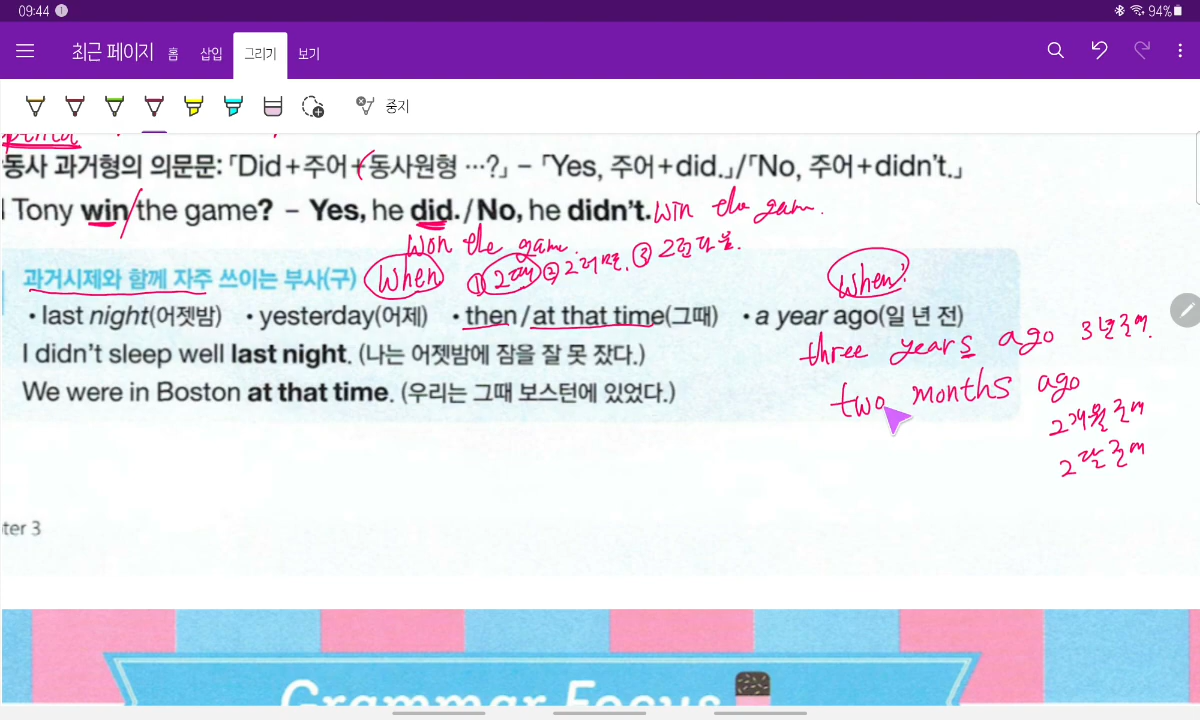 09:44
94%
최근 페이지 홈 삽입 그리기 보기
중지
동사 과거형의 의문문: 「Did+주어+동사원형 …?」 – 「Yes, 주어+did.」/「No, 주어+didn't.」
Tony win/the game? – Yes, he did./No, he didn't. win the game.
won the game.
과거시제와 함께 자주 쓰이는 부사(구) When ① 그때 ② 그러면. ③ 그런 다음. when?
• last night(어젯밤) • yesterday(어제) • then/at that time(그때) • a year ago(일 년 전)
three years ago 3년 전에.
I didn't sleep well last night. (나는 어젯밤에 잠을 잘 못 잤다.)
We were in Boston at that time. (우리는 그때 보스턴에 있었다.)
two months ago
2개월 전에
2달 전에
ter 3
Grammar Focus